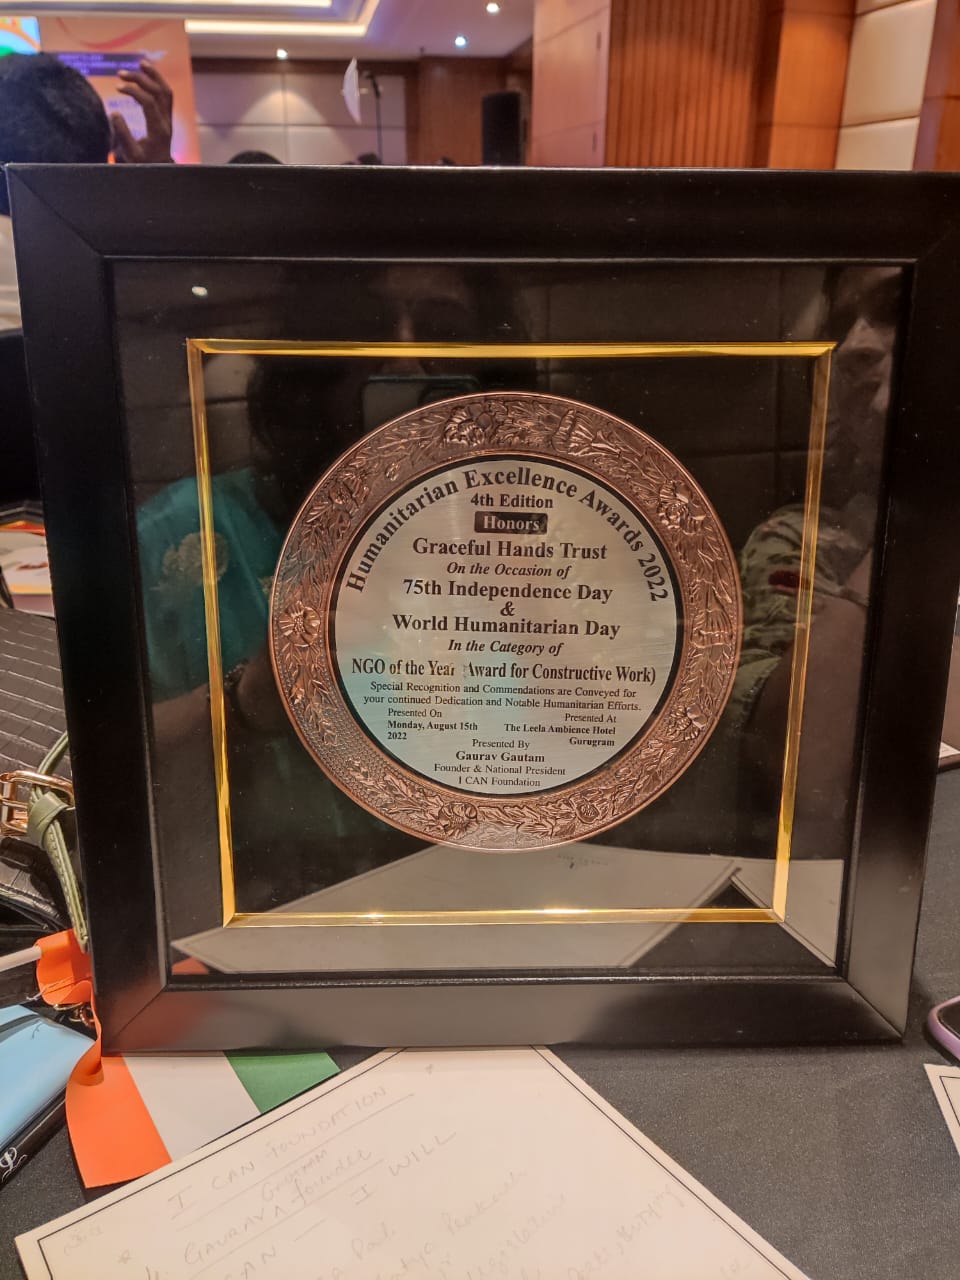 Humanitarian Excellence Awards 2022
4th Edition
Honors
Graceful Hands Trust
On the Occasion of
75th Independence Day
&
World Humanitarian Day
In the Category of
NGO of the Year Award for Constructive Work)
Special Recognition and Commendations are Conveyed for
your continued Dedication and Notable Humanitarian Efforts.
Presented On
Monday, August 15th
2022
Presented At
The Leela Ambience Hotel
Gurugram
Presented By
Gaurav Gautam
Founder & National President
I CAN Foundation
I CAN FOUNDATION
GAUTAM
GAURAVA Founder
I WILL